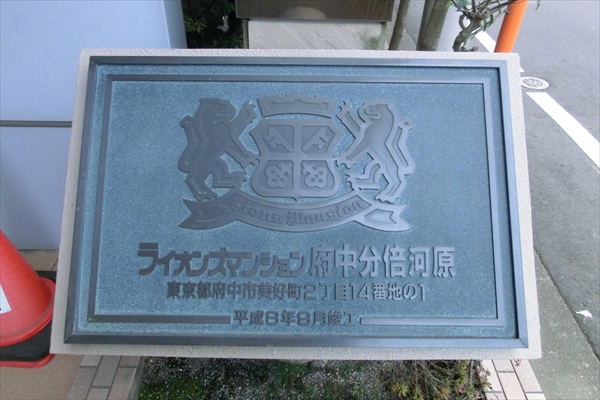 Lions Mansion
ライオンズマンション府中分倍河原
東京都府中市美好町2丁目14番地の1
平成8年9月竣工